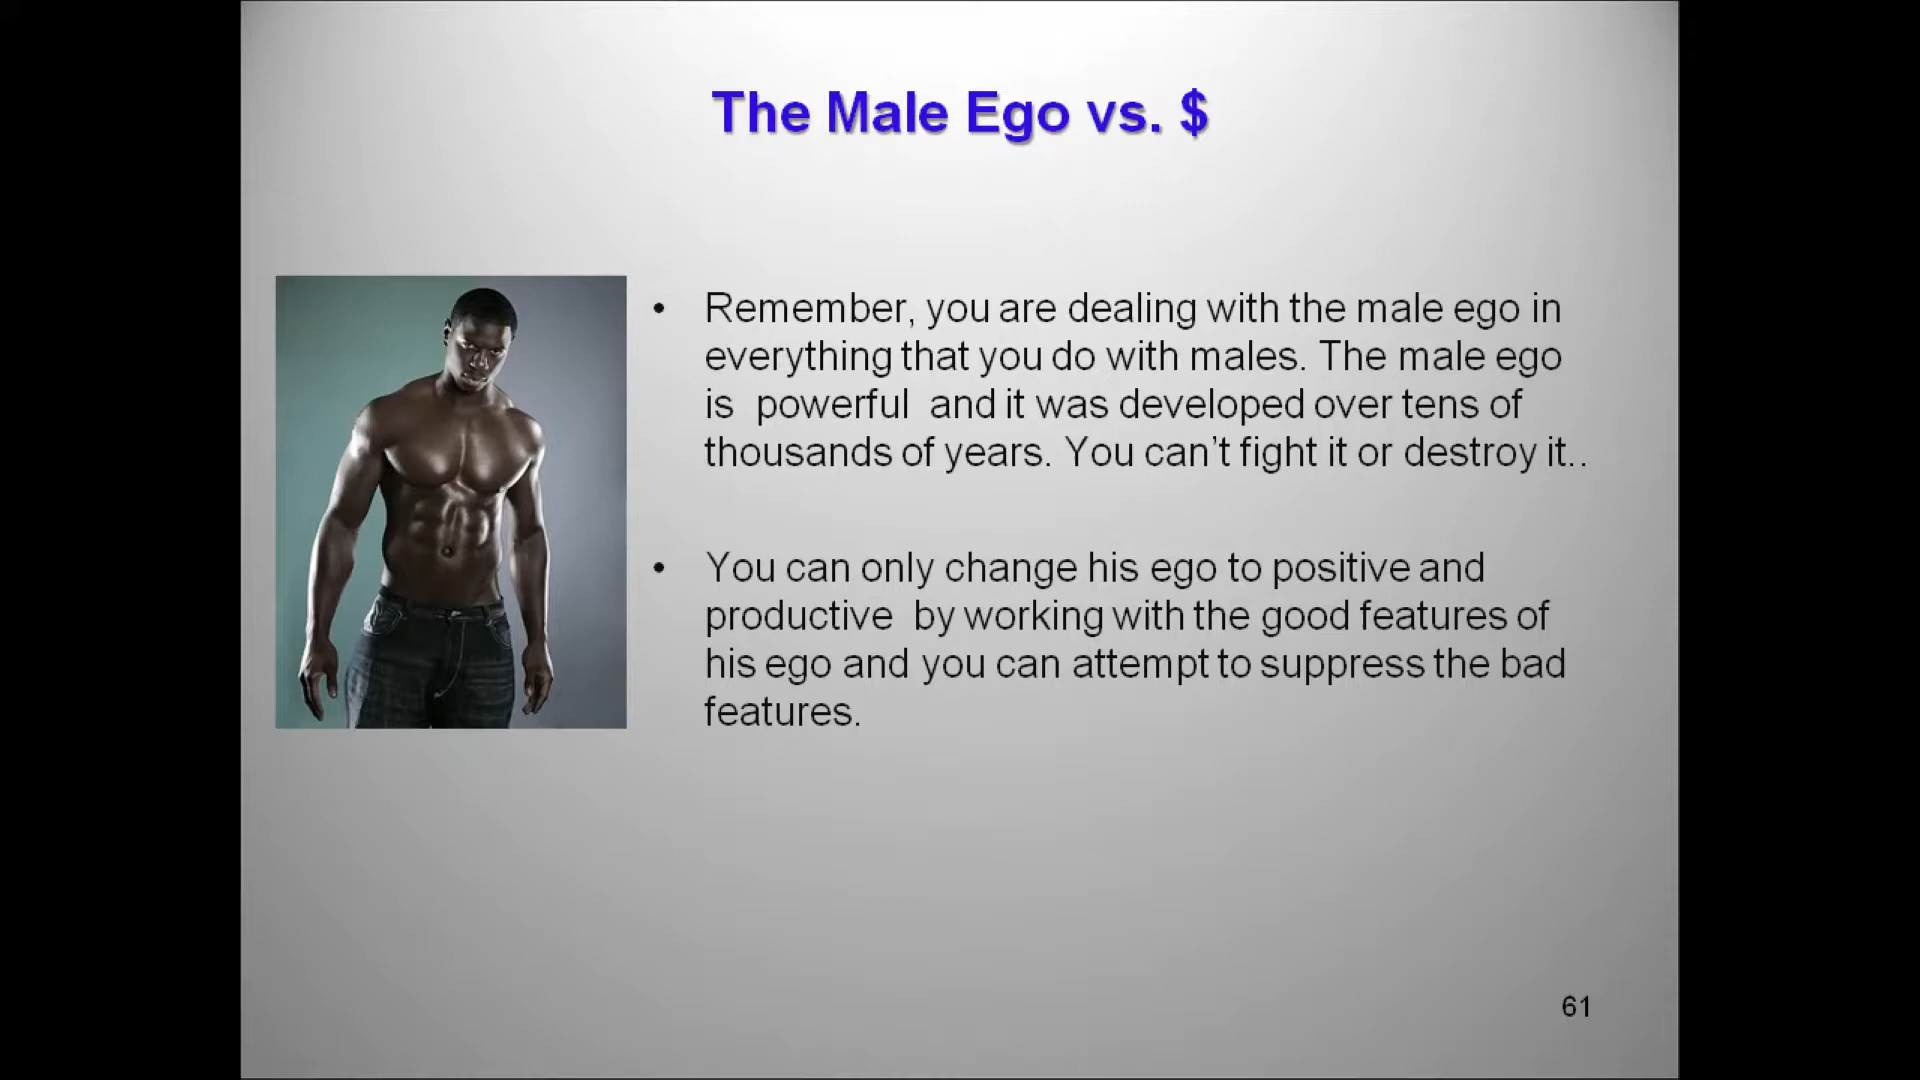 The Male Ego vs. $
• Remember, you are dealing with the male ego in
everything that you do with males. The male ego
is powerful and it was developed over tens of
thousands of years. You can't fight it or destroy it..
• You can only change his ego to positive and
productive by working with the good features of
his ego and you can attempt to suppress the bad
features.
61